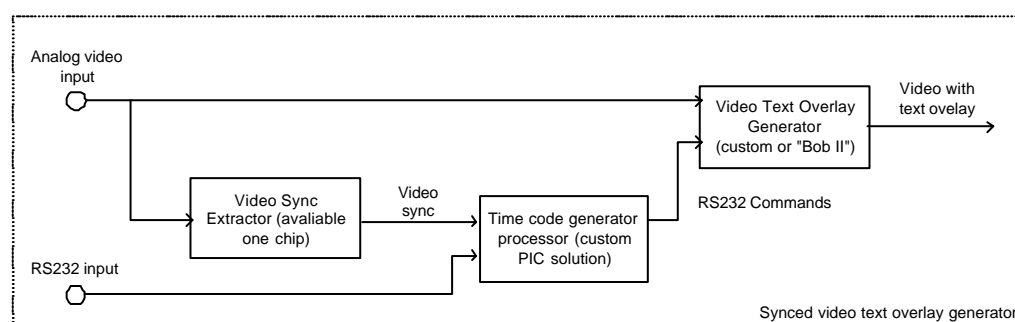 Analog video
input
Video Text Overlay
Generator
(custom or "Bob II")
Video with
text ovelay
Video Sync
Extractor (avaliable
one chip)
Video
sync
Time code generator
processor (custom
PIC solution)
RS232 Commands
RS232 input
Synced video text overlay generator